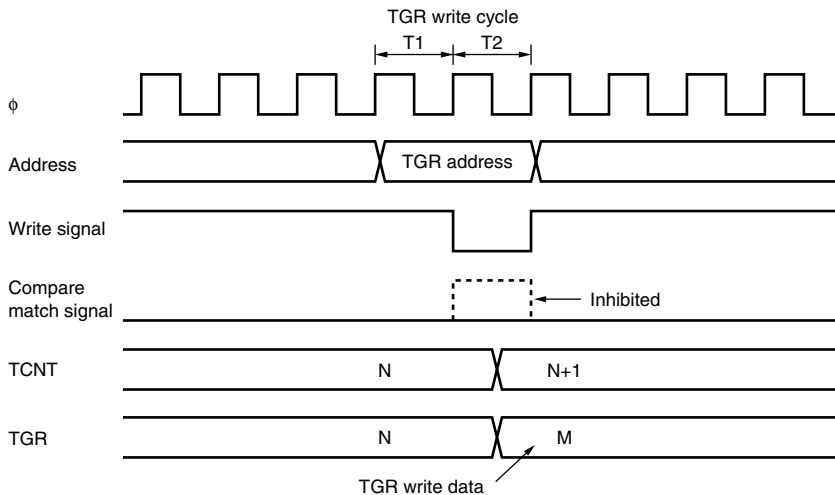 TGR write cycle
T1 T2
ϕ
Address TGR address
Write signal
Compare
match signal Inhibited
TCNT N N+1
TGR N M
TGR write data